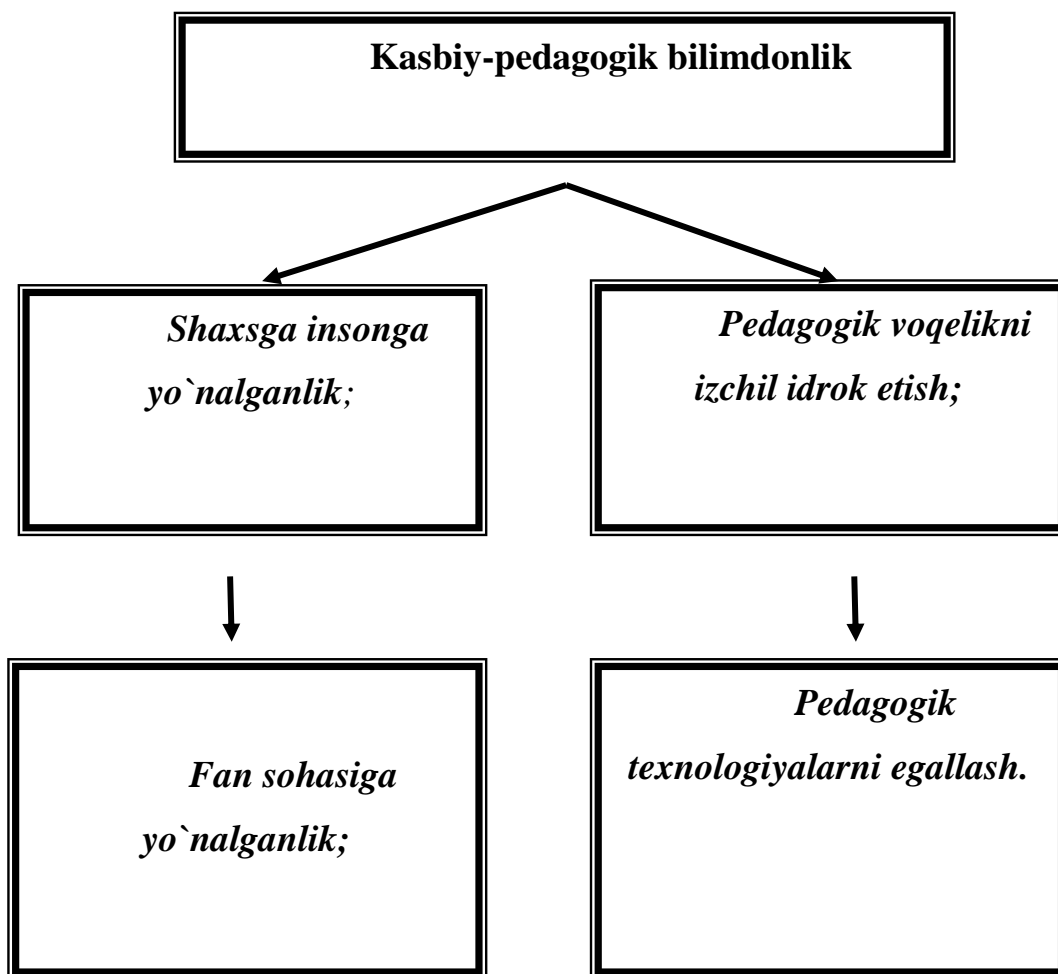 Kasbiy-pedagogik bilimdonlik
Shaxsga insonga
yo`nalganlik;
Pedagogik voqelikni
izchil idrok etish;
Fan sohasiga
yo`nalganlik;
Pedagogik
texnologiyalarni egallash.